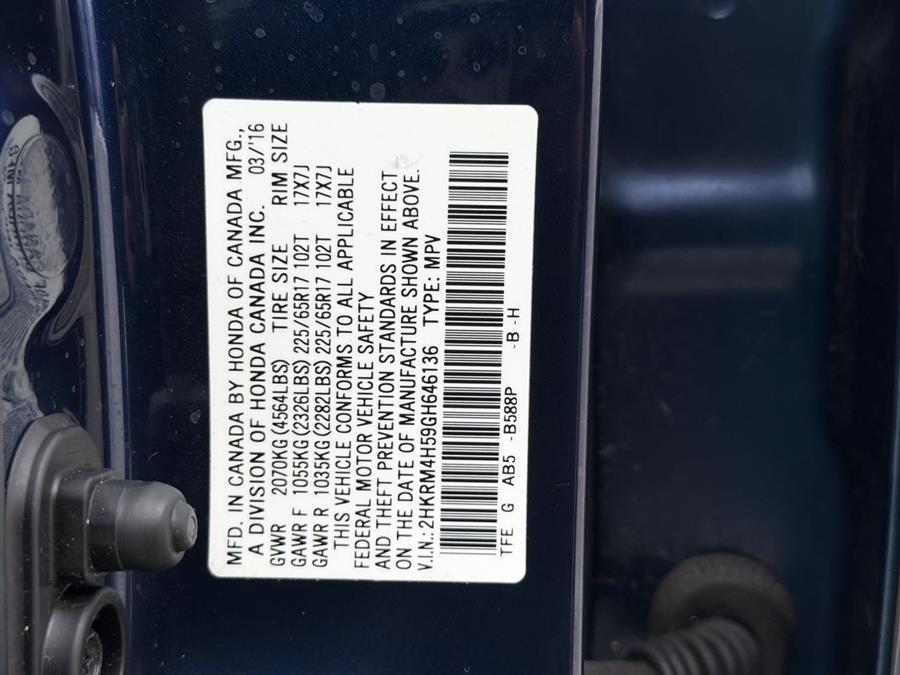 MFD. IN CANADA BY HONDA OF CANADA MFG.,
A DIVISION OF HONDA CANADA INC. 03/'16
GVWR 2070KG(4564LBS) TIRE SIZE RIM SIZE
GAWR F 1055KG(2326LBS) 225/65R17 102T 17X7J
GAWR R 1035KG(2282LBS) 225/65R17 102T 17X7J
THIS VEHICLE CONFORMS TO ALL APPLICABLE
FEDERAL MOTOR VEHICLE SAFETY
AND THEFT PREVENTION STANDARDS IN EFFECT
ON THE DATE OF MANUFACTURE SHOWN ABOVE.
V.I.N.: 2HKRM4H59GH646136 TYPE: MPV
TFE G AB5 -B588P -B-H